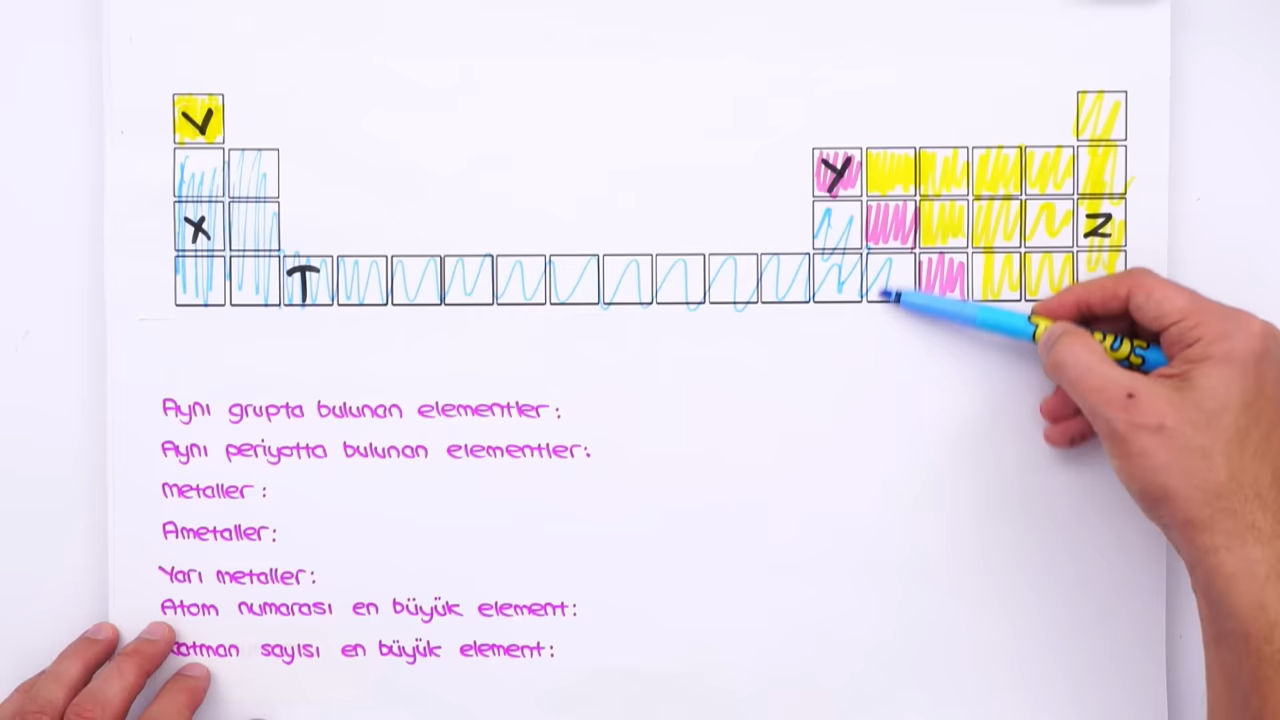 V
Y
X Z
T
Aynı grupta bulunan elementler:
Aynı periyotta bulunan elementler:
metaller:
Ametaller:
Yarı metaller:
Atom numarası en büyük element:
sayısı en büyük element: